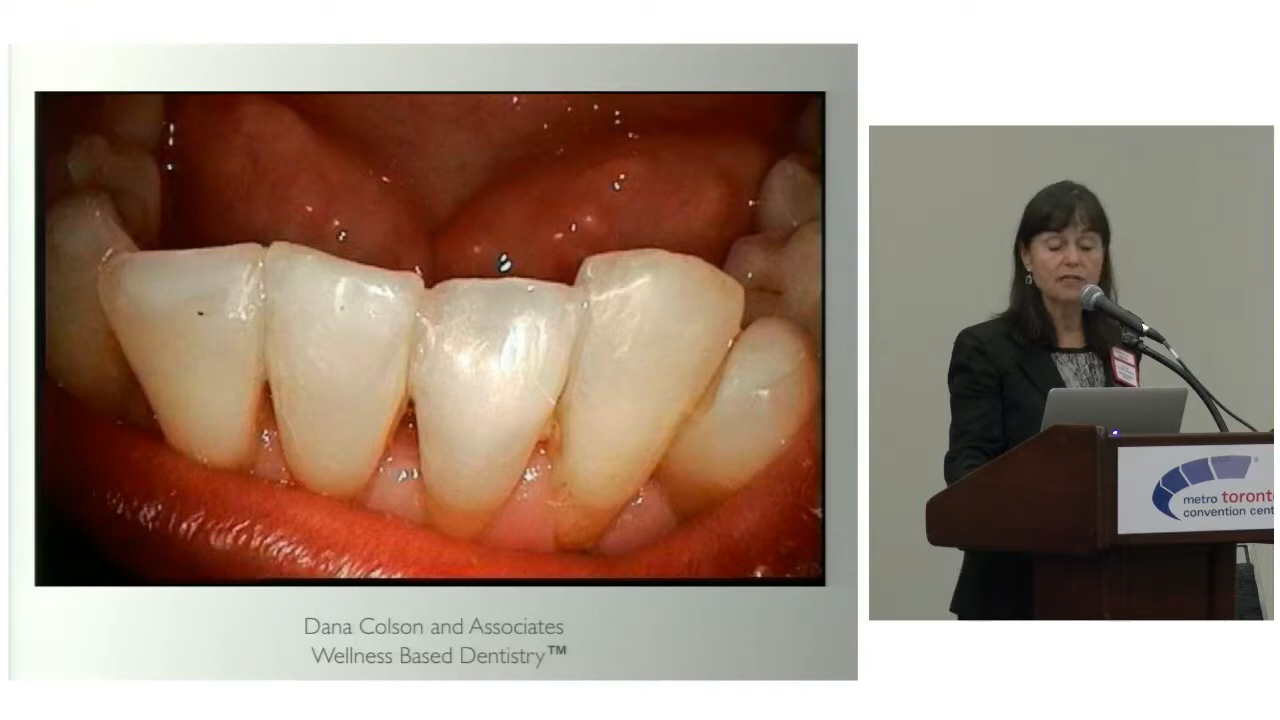 Dana Colson and Associates
Wellness Based Dentistry™
metro toronto
convention cent